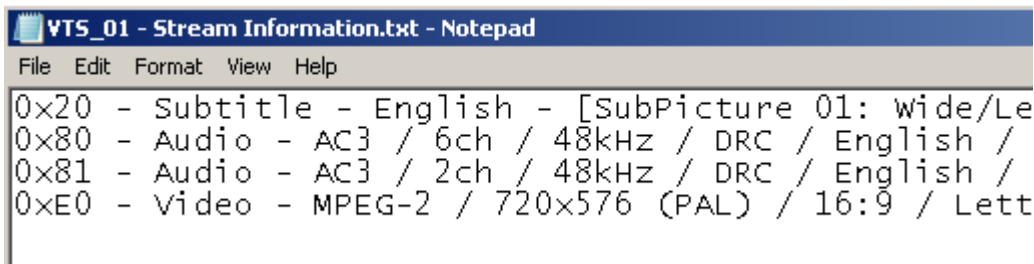 VTS_01 - Stream Information.txt - Notepad
File Edit Format View Help
0x20 - Subtitle - English - [SubPicture 01: Wide/Le
0x80 - Audio - AC3 / 6ch / 48kHz / DRC / English /
0x81 - Audio - AC3 / 2ch / 48kHz / DRC / English /
0xE0 - Video - MPEG-2 / 720x576 (PAL) / 16:9 / Lett